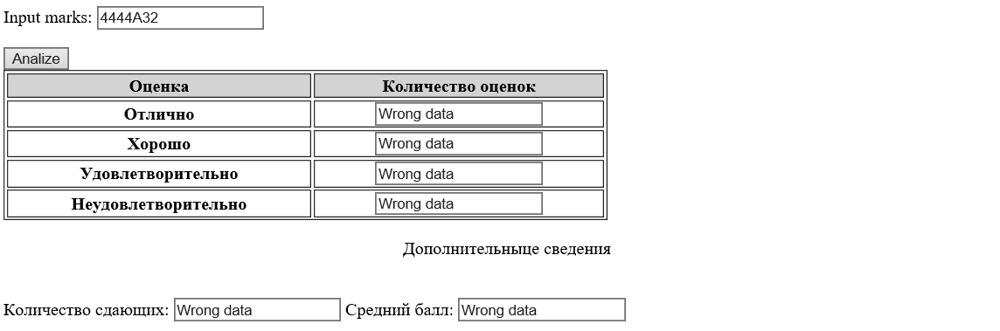 Input marks: 4444A32
Analize
Оценка Количество оценок
Отлично Wrong data
Хорошо Wrong data
Удовлетворительно Wrong data
Неудовлетворительно Wrong data
Дополнительныце сведения
Количество сдающих: Wrong data Средний балл: Wrong data